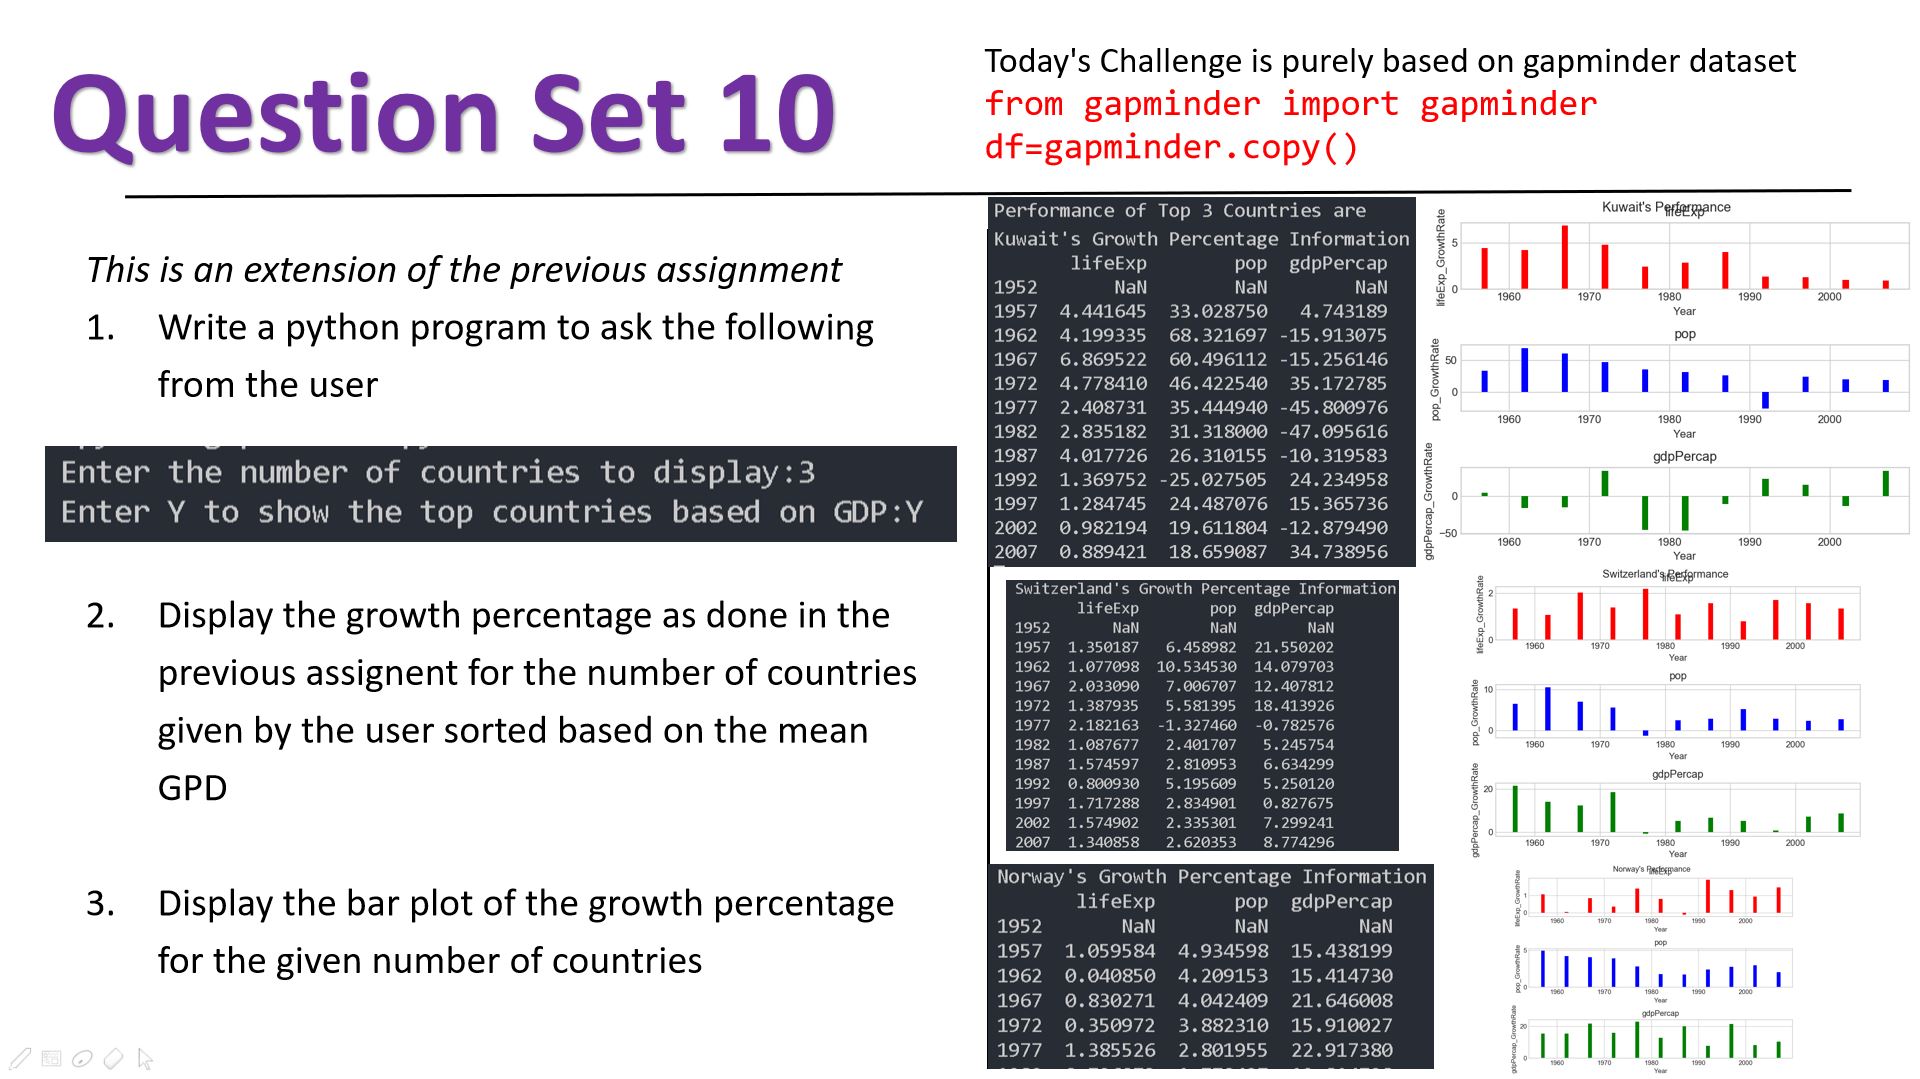 Question Set 10
Today's Challenge is purely based on gapminder dataset
from gapminder import gapminder
df=gapminder.copy()
This is an extension of the previous assignment
1. Write a python program to ask the following
from the user
Enter the number of countries to display:3
Enter Y to show the top countries based on GDP:Y
2. Display the growth percentage as done in the
previous assignent for the number of countries
given by the user sorted based on the mean
GPD
3. Display the bar plot of the growth percentage
for the given number of countries
Performance of Top 3 Countries are
Kuwait's Growth Percentage Information
lifeExp pop gdpPercap
1952 NaN NaN NaN
1957 4.441645 33.028750 4.743189
1962 4.199335 68.321697 -15.913075
1967 6.869522 60.496112 -15.256146
1972 4.778410 46.422540 35.172785
1977 2.408731 35.444940 -45.800976
1982 2.835182 31.318000 -47.095616
1987 4.017726 26.310155 -10.319583
1992 1.369752 -25.027505 24.234958
1997 1.284745 24.487076 15.365736
2002 0.982194 19.611804 -12.879490
2007 0.889421 18.659087 34.738956
Switzerland's Growth Percentage Information
lifeExp pop gdpPercap
1952 NaN NaN NaN
1957 1.350187 6.458982 21.550202
1962 1.077098 10.534530 14.079703
1967 2.033090 7.006707 12.407812
1972 1.387935 5.581395 18.413926
1977 2.182163 -1.327460 -0.782576
1982 1.087677 2.401707 5.245754
1987 1.574597 2.810953 6.634299
1992 0.800930 5.195609 5.250120
1997 1.717288 2.834901 0.827675
2002 1.574902 2.335301 7.299241
2007 1.340858 2.620353 8.774296
Norway's Growth Percentage Information
lifeExp pop gdpPercap
1952 NaN NaN NaN
1957 1.059584 4.934598 15.438199
1962 0.040850 4.209153 15.414730
1967 0.830271 4.042409 21.646008
1972 0.350972 3.882310 15.910027
1977 1.385526 2.801955 22.917380
Kuwait's Performance
lifeExp
lifeExp_GrowthRate
5
0
1960 1970 1980 1990 2000
Year
pop
pop_GrowthRate
50
0
1960 1970 1980 1990 2000
Year
gdpPercap
gdpPercap_GrowthRate
0
−50
1960 1970 1980 1990 2000
Year
Switzerland's Performance
lifeExp
lifeExp_GrowthRate
2
0
1960 1970 1980 1990 2000
Year
pop
pop_GrowthRate
10
0
1960 1970 1980 1990 2000
Year
gdpPercap
gdpPercap_GrowthRate
20
0
1960 1970 1980 1990 2000
Year
Norway's Performance
lifeExp
lifeExp_GrowthRate
1
0
1960 1970 1980 1990 2000
Year
pop
pop_GrowthRate
5
0
1960 1970 1980 1990 2000
Year
gdpPercap
gdpPercap_GrowthRate
20
0
1960 1970 1980 1990 2000
Year